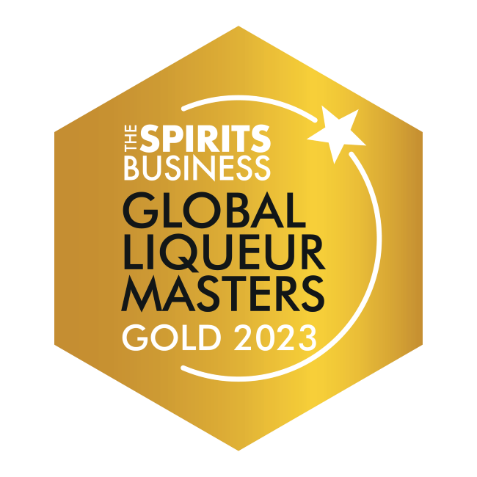 THE SPIRITS
BUSINESS
GLOBAL
LIQUEUR
MASTERS
GOLD 2023